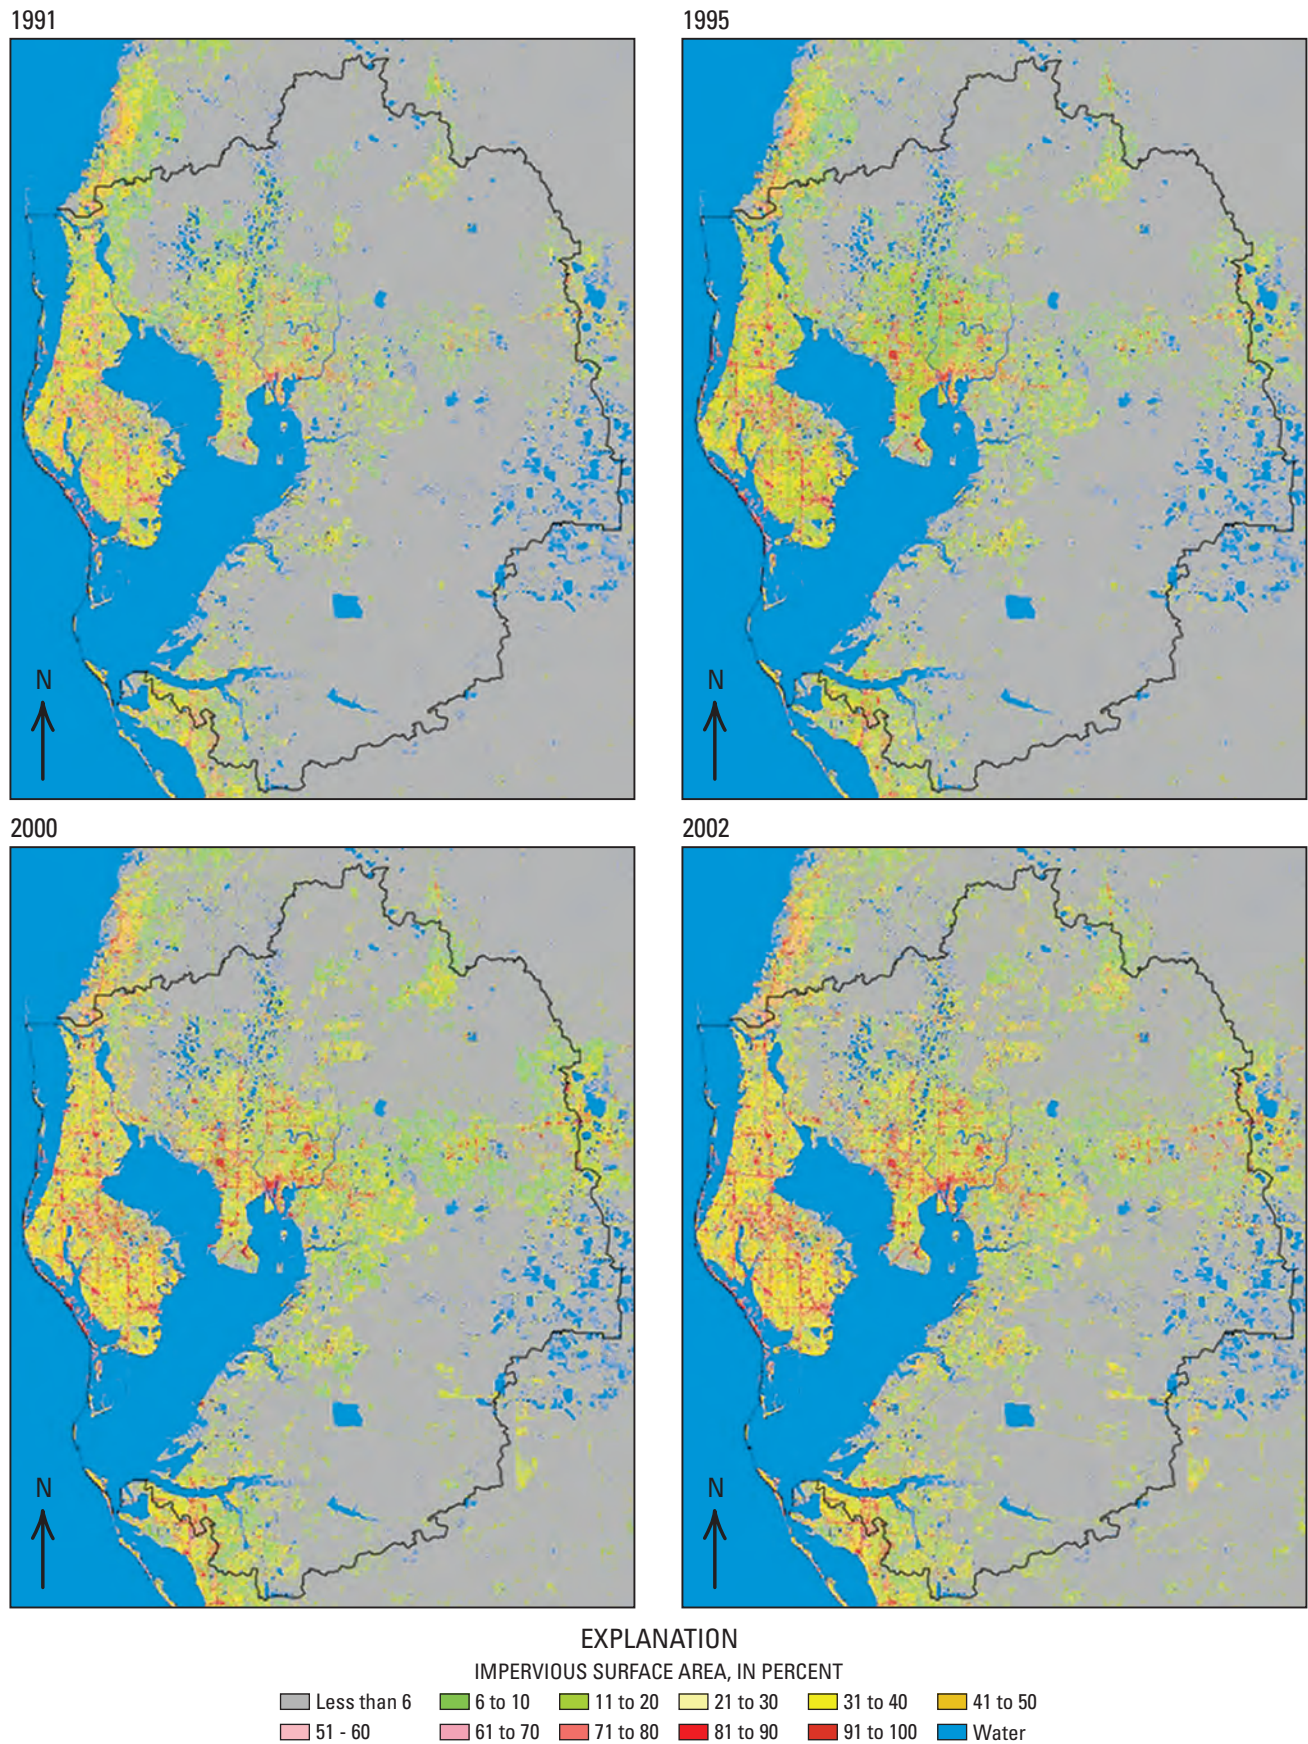 1991
1995
N
N
2000
2002
N
N
EXPLANATION
IMPERVIOUS SURFACE AREA, IN PERCENT
Less than 6 6 to 10 11 to 20 21 to 30 31 to 40 41 to 50
51 - 60 61 to 70 71 to 80 81 to 90 91 to 100 Water